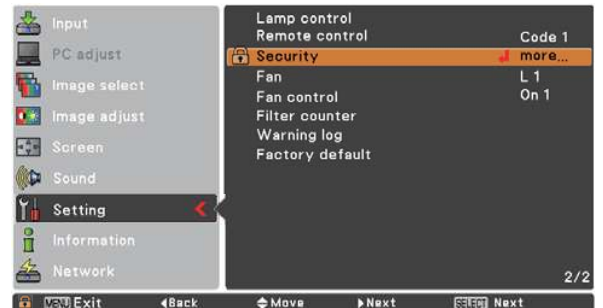 Input
PC adjust
Image select
Image adjust
Screen
Sound
Setting
Information
Network
Lamp control
Remote control Code 1
Security more...
Fan L 1
Fan control On 1
Filter counter
Warning log
Factory default
2/2
MENU Exit ◀Back ◆Move ▶Next SELECT Next